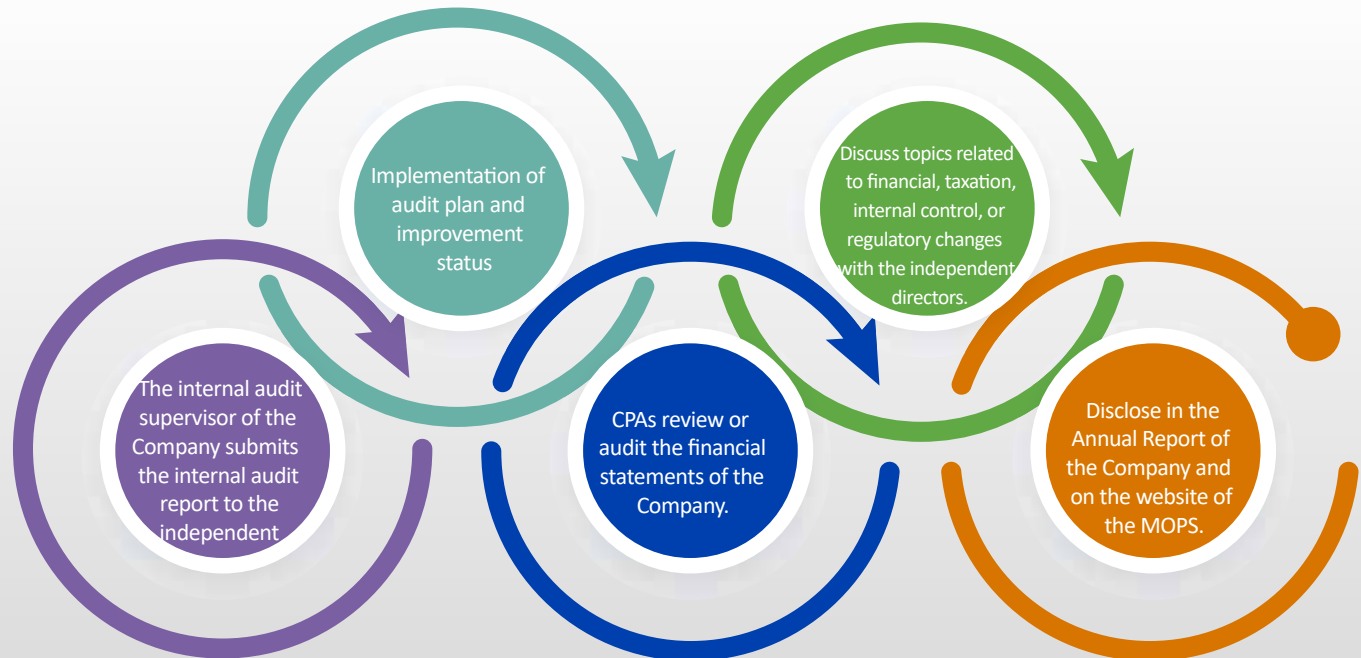 The internal audit
supervisor of the
Company submits
the internal audit
report to the
independent
Implementation of
audit plan and
improvement
status
CPAs review or
audit the financial
statements of the
Company.
Discuss topics related
to financial, taxation,
internal control, or
regulatory changes
with the independent
directors.
Disclose in the
Annual Report of
the Company and
on the website of
the MOPS.